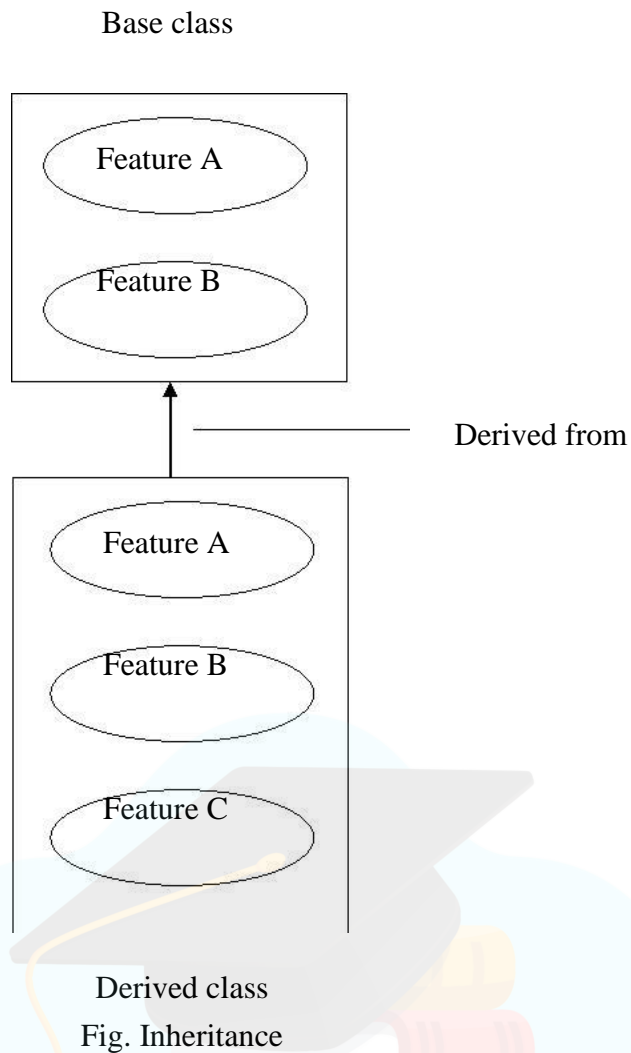 Base class
Feature A
Feature B
Derived from
Feature A
Feature B
Feature C
Derived class
Fig. Inheritance